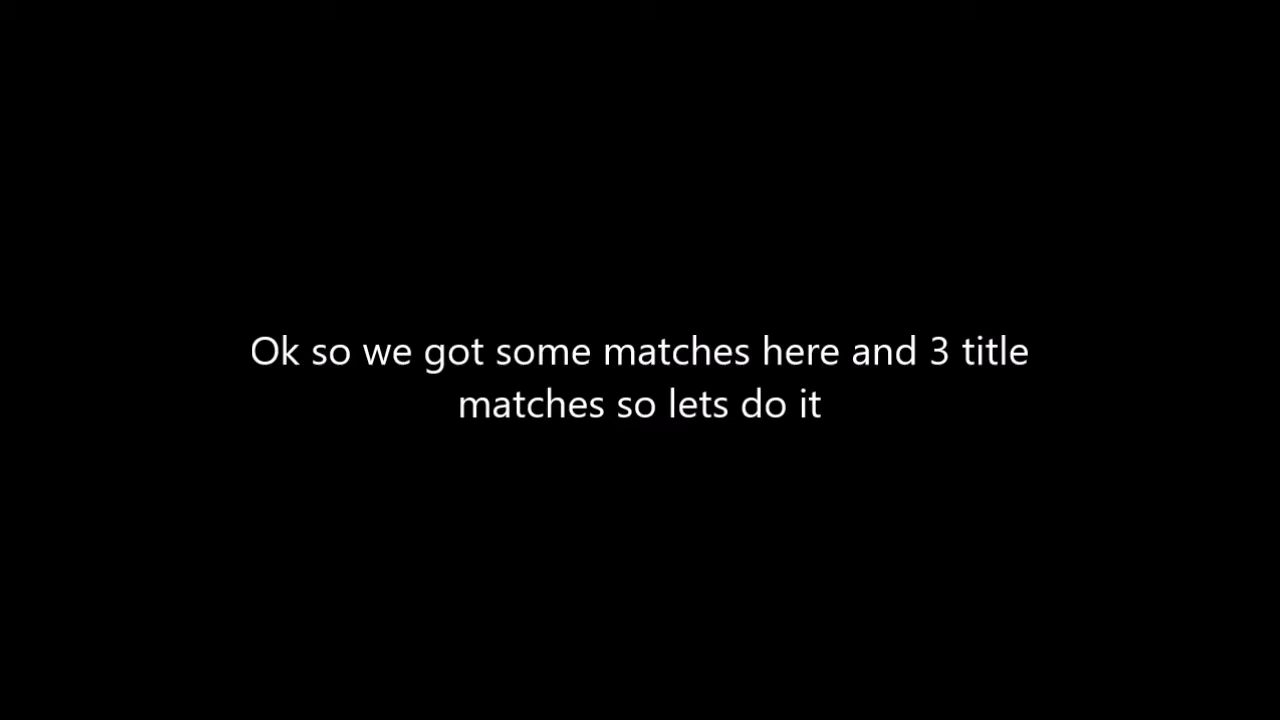 Ok so we got some matches here and 3 title
matches so lets do it